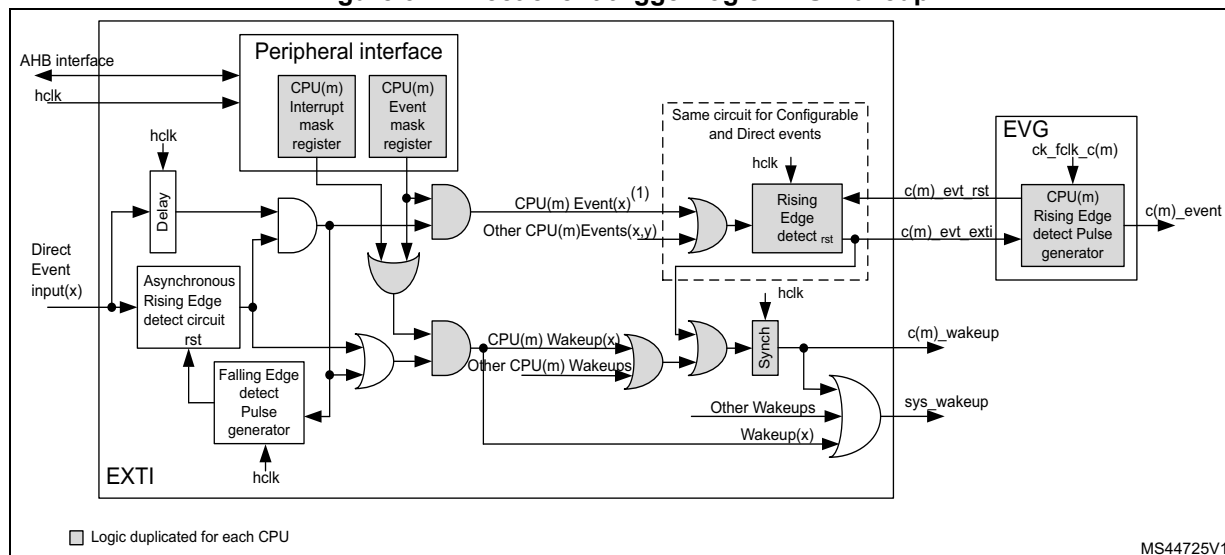 Peripheral interface
AHB interface
hclk
CPU(m)
Interrupt
mask
register
CPU(m)
Event
mask
register
Same circuit for Configurable
and Direct events
hclk
Rising
Edge
detect rst
EVG
ck_fclk_c(m)
CPU(m)
Rising Edge
detect Pulse
generator
c(m)_evt_rst
c(m)_evt_exti
c(m)_event
hclk
Delay
CPU(m) Event(x)(1)
Other CPU(m)Events(x,y)
Direct
Event
input(x)
Asynchronous
Rising Edge
detect circuit
rst
Falling Edge
detect
Pulse
generator
hclk
hclk
Synch
CPU(m) Wakeup(x)
Other CPU(m) Wakeups
c(m)_wakeup
Other Wakeups
Wakeup(x)
sys_wakeup
EXTI
Logic duplicated for each CPU
MS44725V1